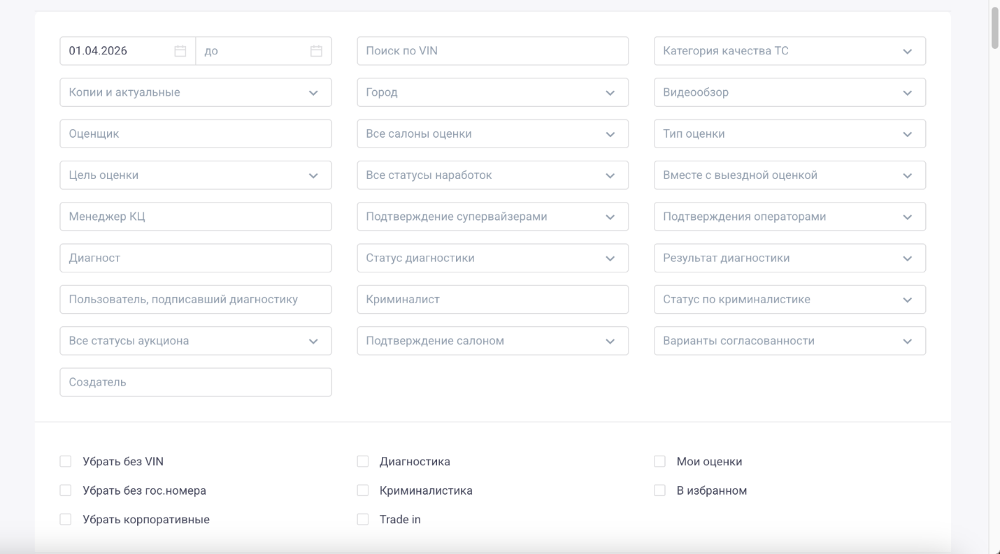 01.04.2026 до Поиск по VIN Категория качества ТС
Копии и актуальные Город Видеообзор
Оценщик Все салоны оценки Тип оценки
Цель оценки Все статусы наработок Вместе с выездной оценкой
Менеджер КЦ Подтверждение супервайзерами Подтверждения операторами
Диагност Статус диагностики Результат диагностики
Пользователь, подписавший диагностику Криминалист Статус по криминалистике
Все статусы аукциона Подтверждение салоном Варианты согласованности
Создатель
Убрать без VIN Диагностика Мои оценки
Убрать без гос.номера Криминалистика В избранном
Убрать корпоративные Trade in